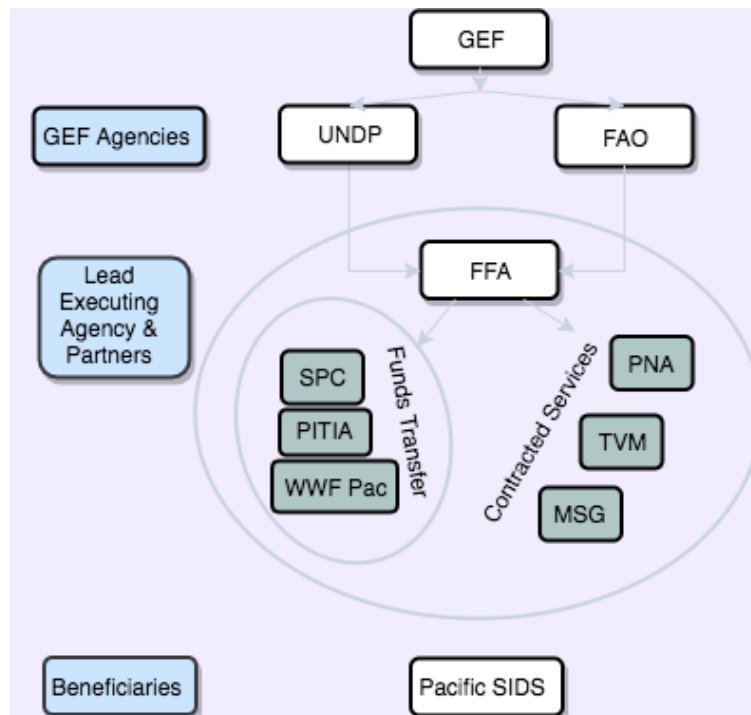 GEF
GEF Agencies
UNDP
FAO
Lead
Executing
Agency &
Partners
FFA
SPC
PITIA
WWF Pac
Funds Transfer
Contracted Services
PNA
TVM
MSG
Beneficiaries
Pacific SIDS